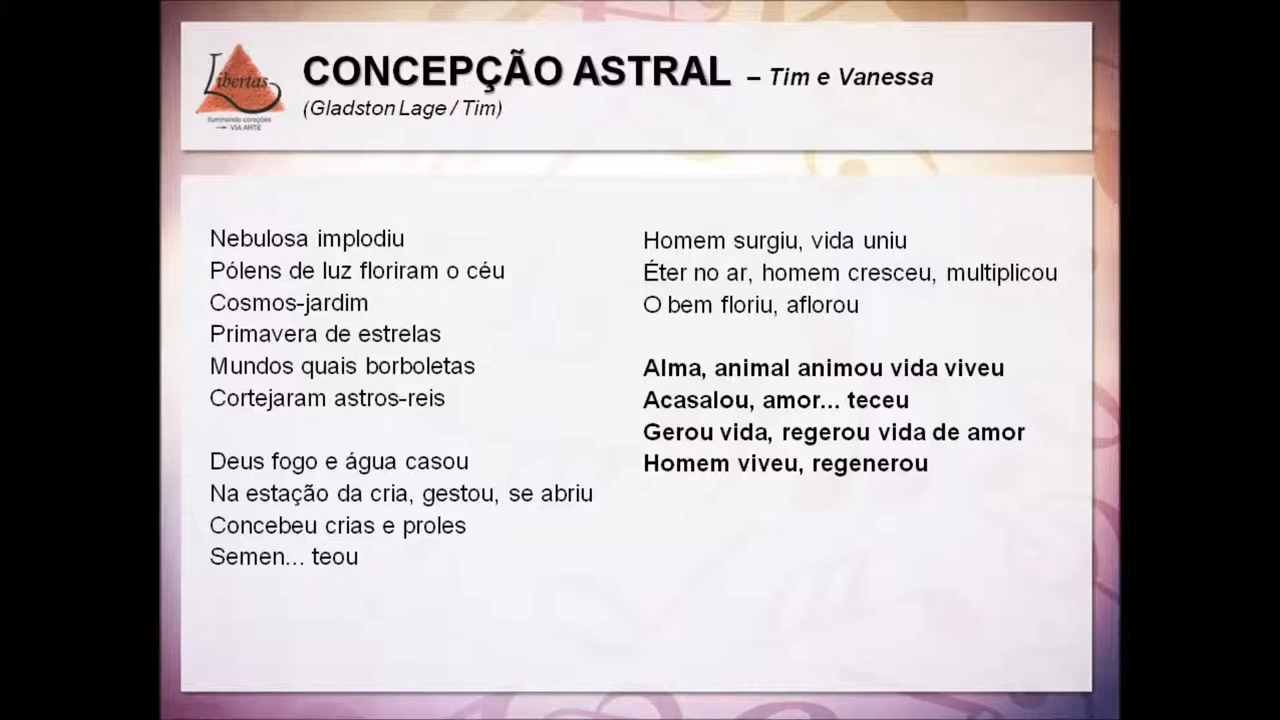 Libertas
Iluminando corações
VIA ARTE
CONCEPÇÃO ASTRAL – Tim e Vanessa
(Gladston Lage / Tim)
Nebulosa implodiu
Pólens de luz floriram o céu
Cosmos-jardim
Primavera de estrelas
Mundos quais borboletas
Cortejaram astros-reis
Deus fogo e água casou
Na estação da cria, gestou, se abriu
Concebeu crias e proles
Semen... teou
Homem surgiu, vida uniu
Éter no ar, homem cresceu, multiplicou
O bem floriu, aflorou
Alma, animal animou vida viveu
Acasalou, amor... teceu
Gerou vida, regerou vida de amor
Homem viveu, regenerou